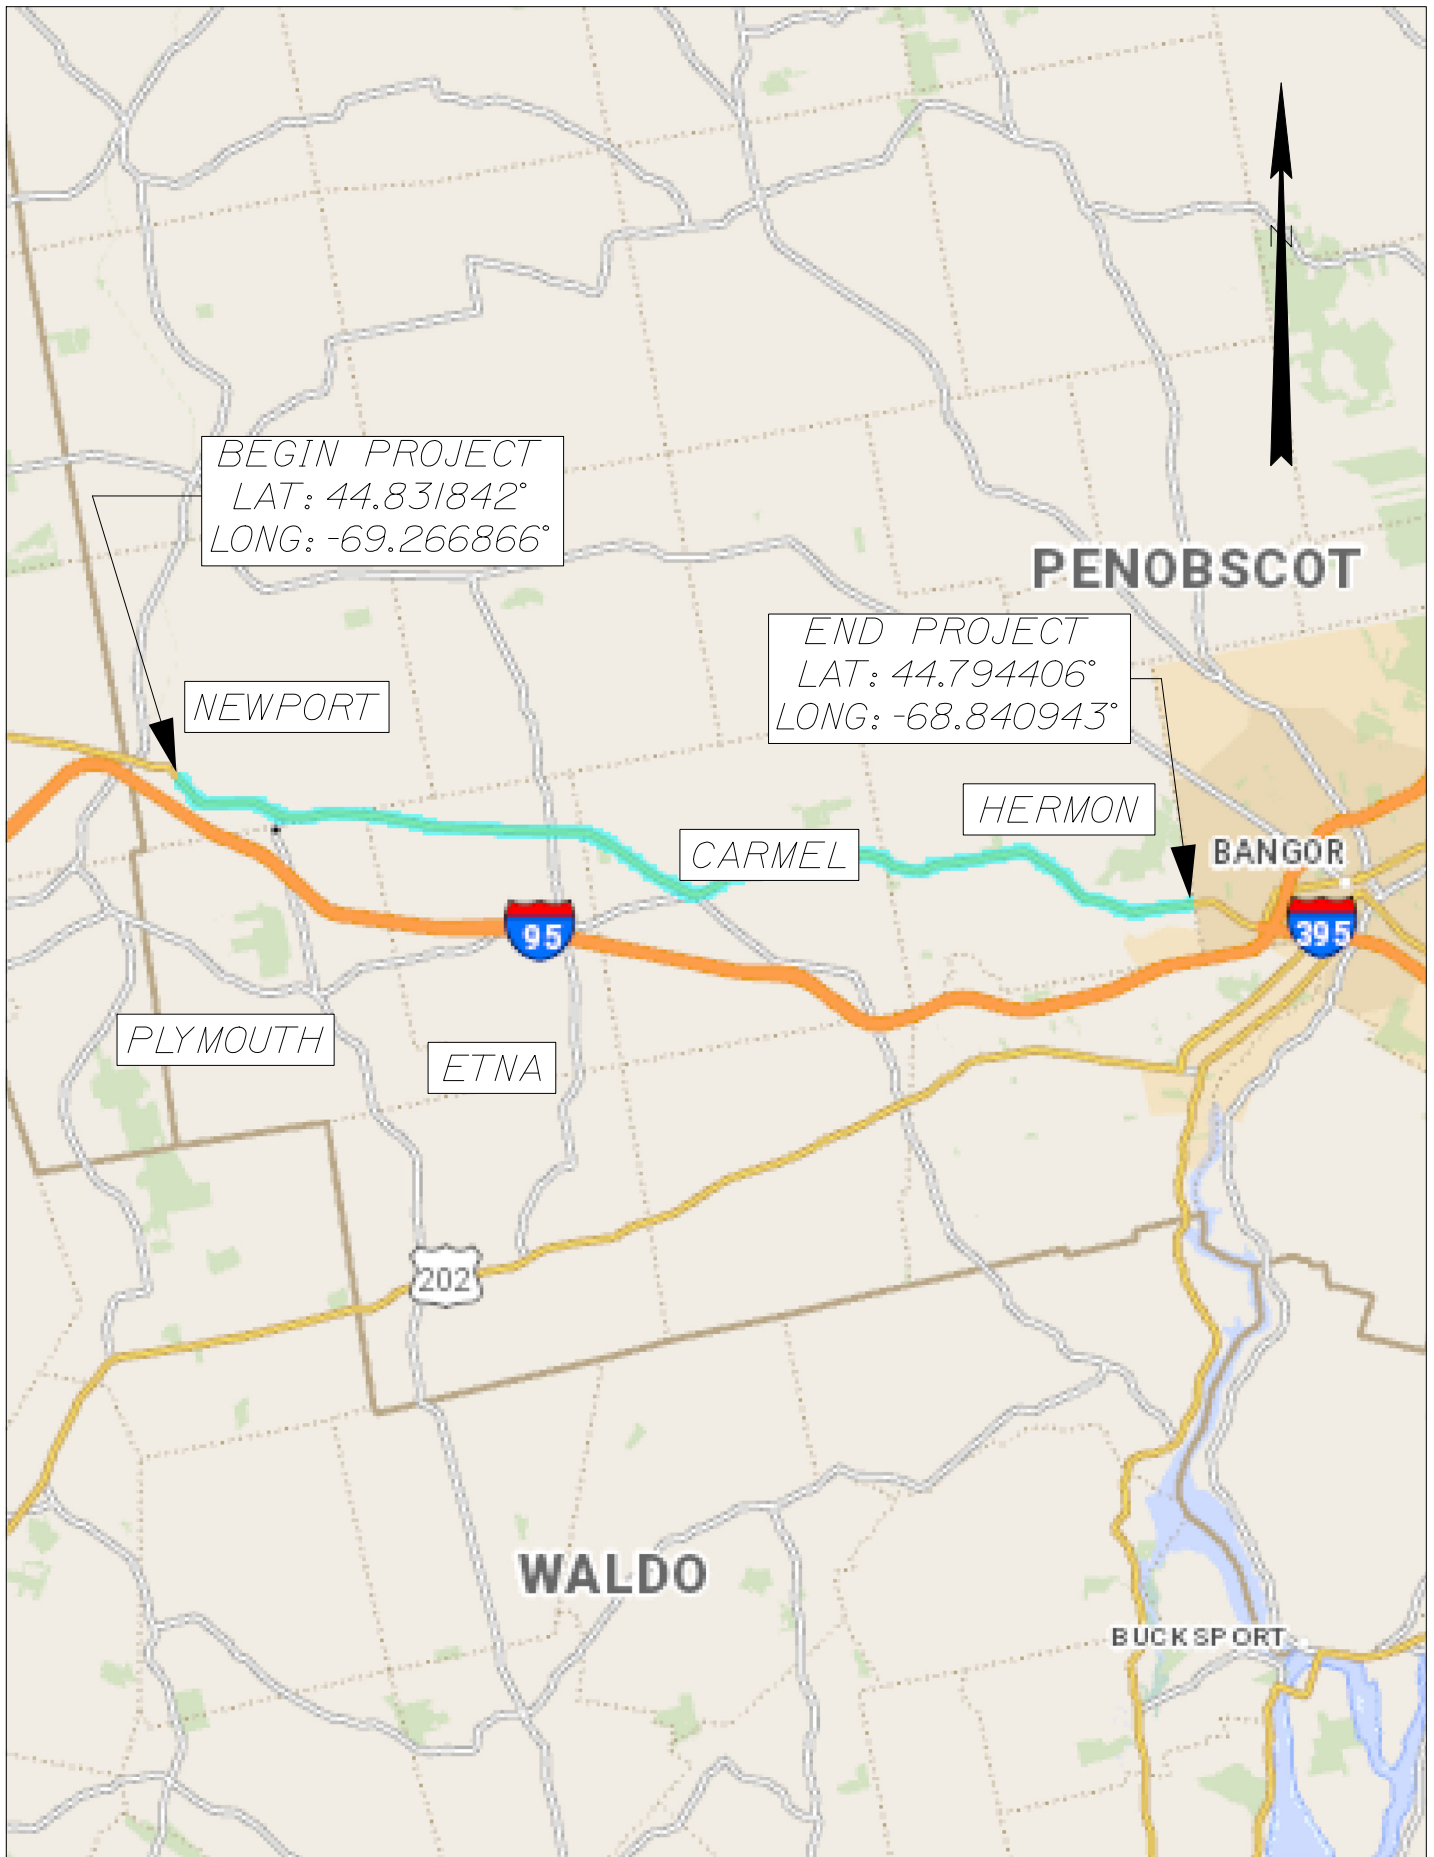 N
BEGIN PROJECT
LAT: 44.831842°
LONG: -69.266866°
PENOBSCOT
END PROJECT
LAT: 44.794406°
LONG: -68.840943°
NEWPORT
HERMON
CARMEL
BANGOR
95
395
PLYMOUTH
ETNA
202
WALDO
BUCKSPORT